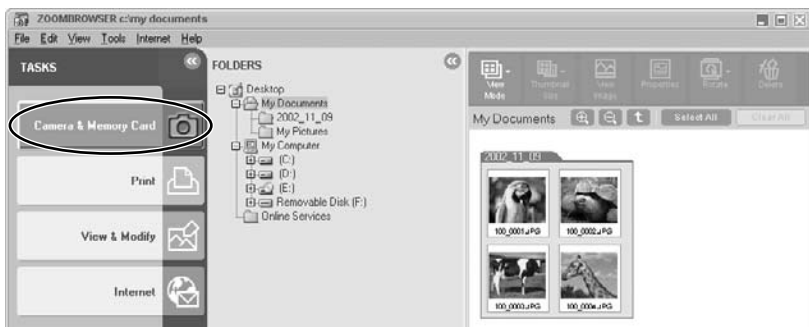 ZOOMBROWSER c:\my documents
File Edit View Tools Internet Help
TASKS
Camera & Memory Card
Print
View & Modify
Internet
FOLDERS
Desktop
My Documents
2002_11_09
My Pictures
My Computer
(C:)
(D:)
(E:)
Removable Disk (F:)
Online Services
View Mode
Thumbnail Size
View Image
Properties
Rotate
Delete
My Documents
Select All
Clear All
2002_11_09
100_0001.JPG
100_0002.JPG
100_0003.JPG